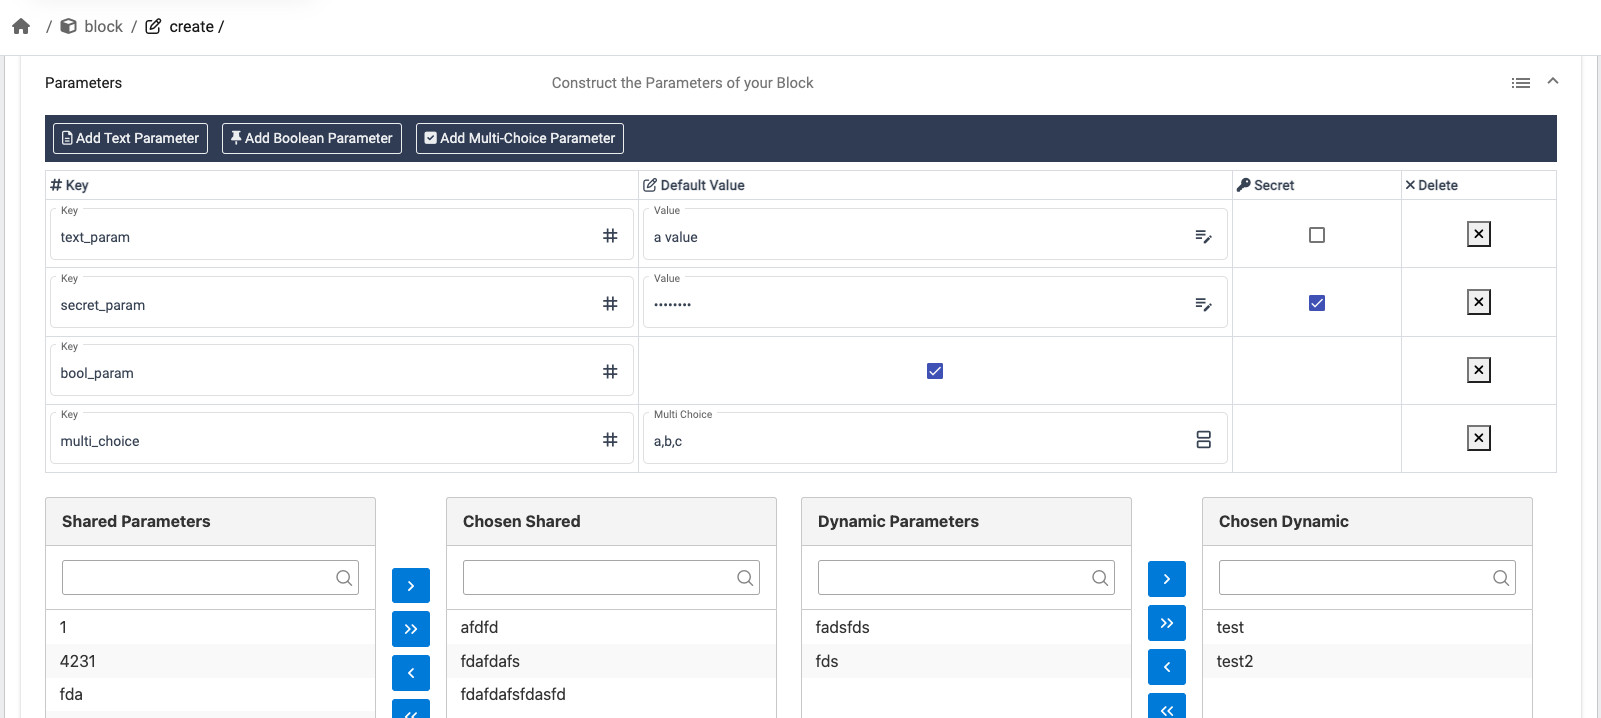 / block / create /
Parameters Construct the Parameters of your Block
Add Text Parameter Add Boolean Parameter Add Multi-Choice Parameter
# Key Default Value Secret Delete
Key Value
text_param # a value
Key Value
secret_param # ••••••••
Key
bool_param #
Key Multi Choice
multi_choice # a,b,c
Shared Parameters Chosen Shared Dynamic Parameters Chosen Dynamic
1 afdfd fadsfds test
4231 fdafdafs fds test2
fda fdafdafsfdasfd